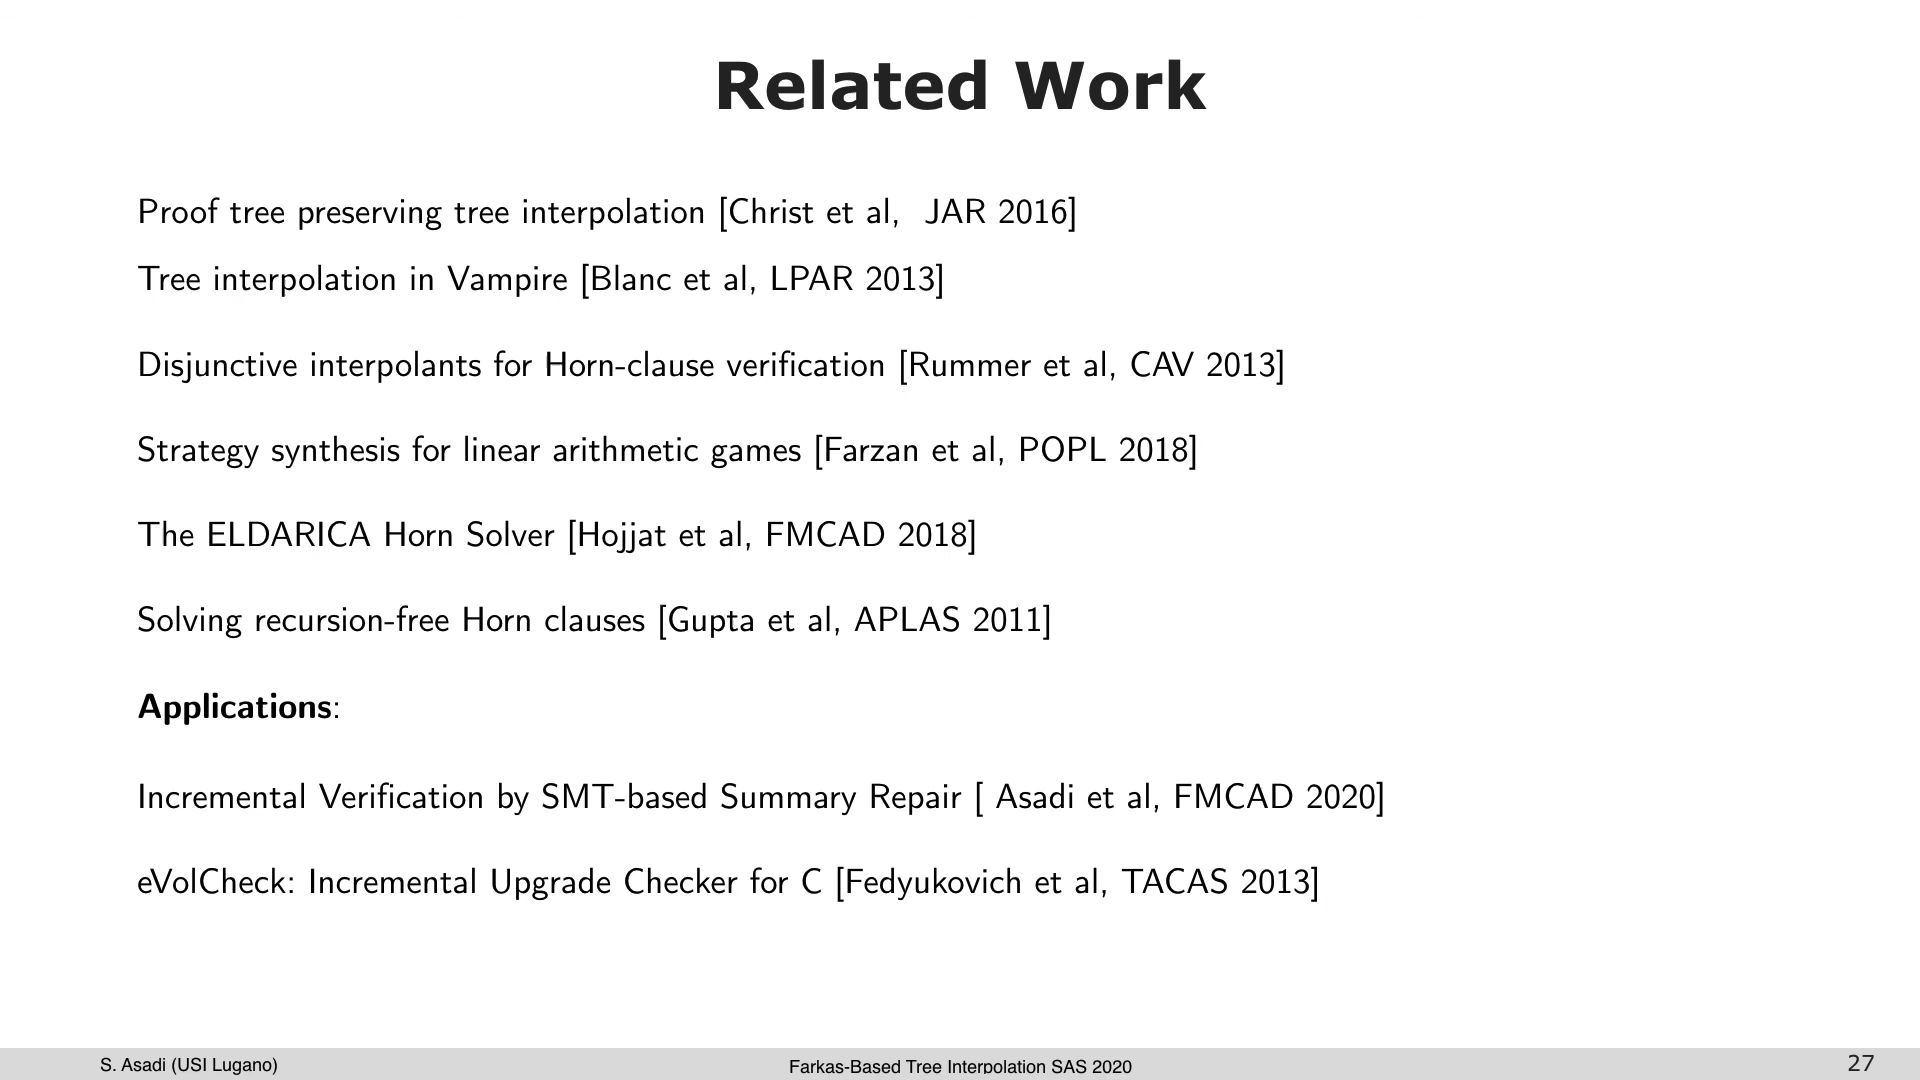 Related Work
Proof tree preserving tree interpolation [Christ et al,  JAR 2016]
Tree interpolation in Vampire [Blanc et al, LPAR 2013]
Disjunctive interpolants for Horn-clause verification [Rummer et al, CAV 2013]
Strategy synthesis for linear arithmetic games [Farzan et al, POPL 2018]
The ELDARICA Horn Solver [Hojjat et al, FMCAD 2018]
Solving recursion-free Horn clauses [Gupta et al, APLAS 2011]
Applications:
Incremental Verification by SMT-based Summary Repair [ Asadi et al, FMCAD 2020]
eVolCheck: Incremental Upgrade Checker for C [Fedyukovich et al, TACAS 2013]
S. Asadi (USI Lugano)
Farkas-Based Tree Interpolation SAS 2020
27